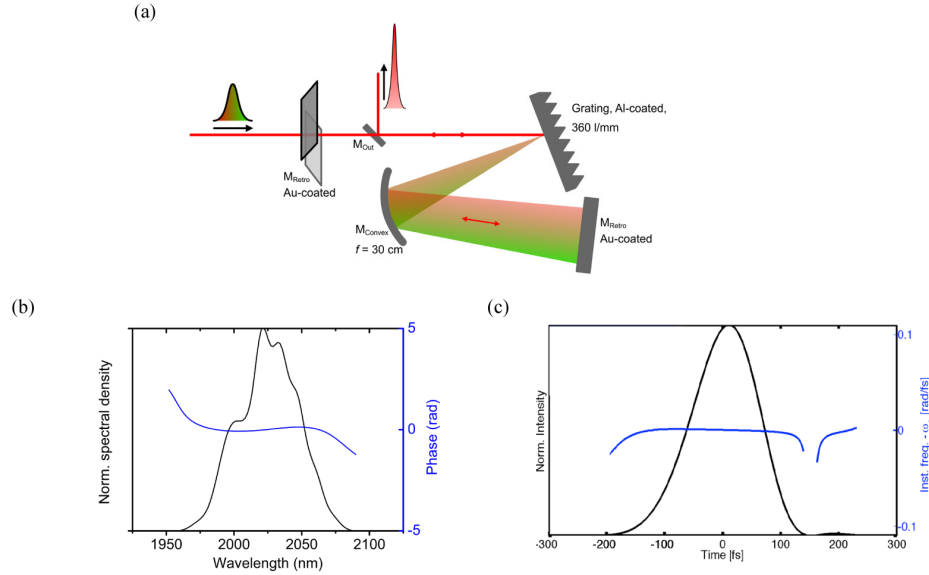 (a)
Grating, Al-coated,
360 l/mm
M_Out
M_Retro
Au-coated
M_Convex
f = 30 cm
M_Retro
Au-coated
(b)
Norm. spectral density
5
0
-5
Phase (rad)
1950 2000 2050 2100
Wavelength (nm)
(c)
Norm. Intensity
0.1
0
-0.1
Inst. freq. - ω [rad/fs]
-300 -200 -100 0 100 200 300
Time [fs]